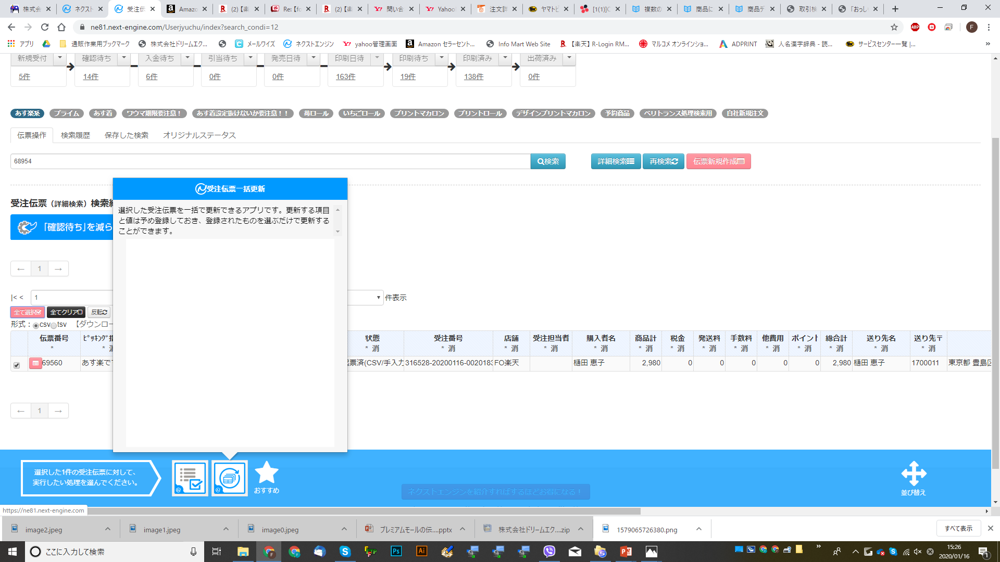 株式会
ネクスト
受注伝
Amazo
(2)【楽
Re:【fo
(2)【楽
問い合
Yahoo!
注文詳
ヤマトビ
[1(1)]C
複数の
商品に
商品デ
取引検
「おっし
ne81.next-engine.com/Userjyuchu/index?search_condi=12
アプリ
通販作業用ブックマーク
株式会社ドリームエク...
メールワイズ
ネクストエンジン
yahoo管理画面
Amazon セラーセント...
Info Mart Web Site
【楽天】R-Login RM...
マルコメ オンラインショ...
ADPRINT
人名漢字辞典 - 読...
サービスセンター一覧 |...
新規受付 確認待ち 入金待ち 引当待ち 発売日待 印刷日待 印刷待ち 印刷済み 出荷済み
5件 14件 6件 0件 0件 163件 19件 138件 0件
あす楽系 プライム あす着 ワウマ期限要注意！ あす着設定抜けないか要注意！！ 苺ロール いちごロール プリントマカロン プリントロール デザインプリントマカロン 予約商品 ベリトランス処理検索用 自社新規注文
伝票操作 検索履歴 保存した検索 オリジナルステータス
68954 検索 詳細検索 再検索 伝票新規作成
受注伝票一括更新
選択した受注伝票を一括で更新できるアプリです。更新する項目
と値は予め登録しておき、登録されたものを選ぶだけで更新する
ことができます。
受注伝票（詳細検索）検索
「確認待ち」を減ら
← 1 →
|< < 1 件表示
全て選択 全てクリア 反転
形式：csv tsv 【ダウンロー
伝票番号 ﾋﾟｯｷﾝｸﾞ 状態 受注番号 店舗 受注担当者 購入者名 商品計 税金 発送料 手数料 他費用 ポイント 総合計 送り先名 送り先〒
* * 消 * 消 * 消 * 消 * 消 * 消 * 消 * 消 * 消 * 消 * 消 * 消 * 消 * 消 * 消
69560 あす楽で 票済(CSV/手入力 316528-20200116-0020183 FO楽天 樋田 恵子 2,980 0 0 0 0 0 2,980 樋田 恵子 1700011 東京都 豊島区
← 1 →
選択した1件の受注伝票に対して、
実行したい処理を選んでください。
おすすめ
ネクストエンジンを紹介すればするほどお得になる！
並び替え
https://ne81.next-engine.com
image2.jpeg
image1.jpeg
image0.jpeg
プレミアムモールの伝....pptx
株式会社ドリームエク....zip
1579065726380.png
すべて表示
ここに入力して検索
15:26
2020/01/16